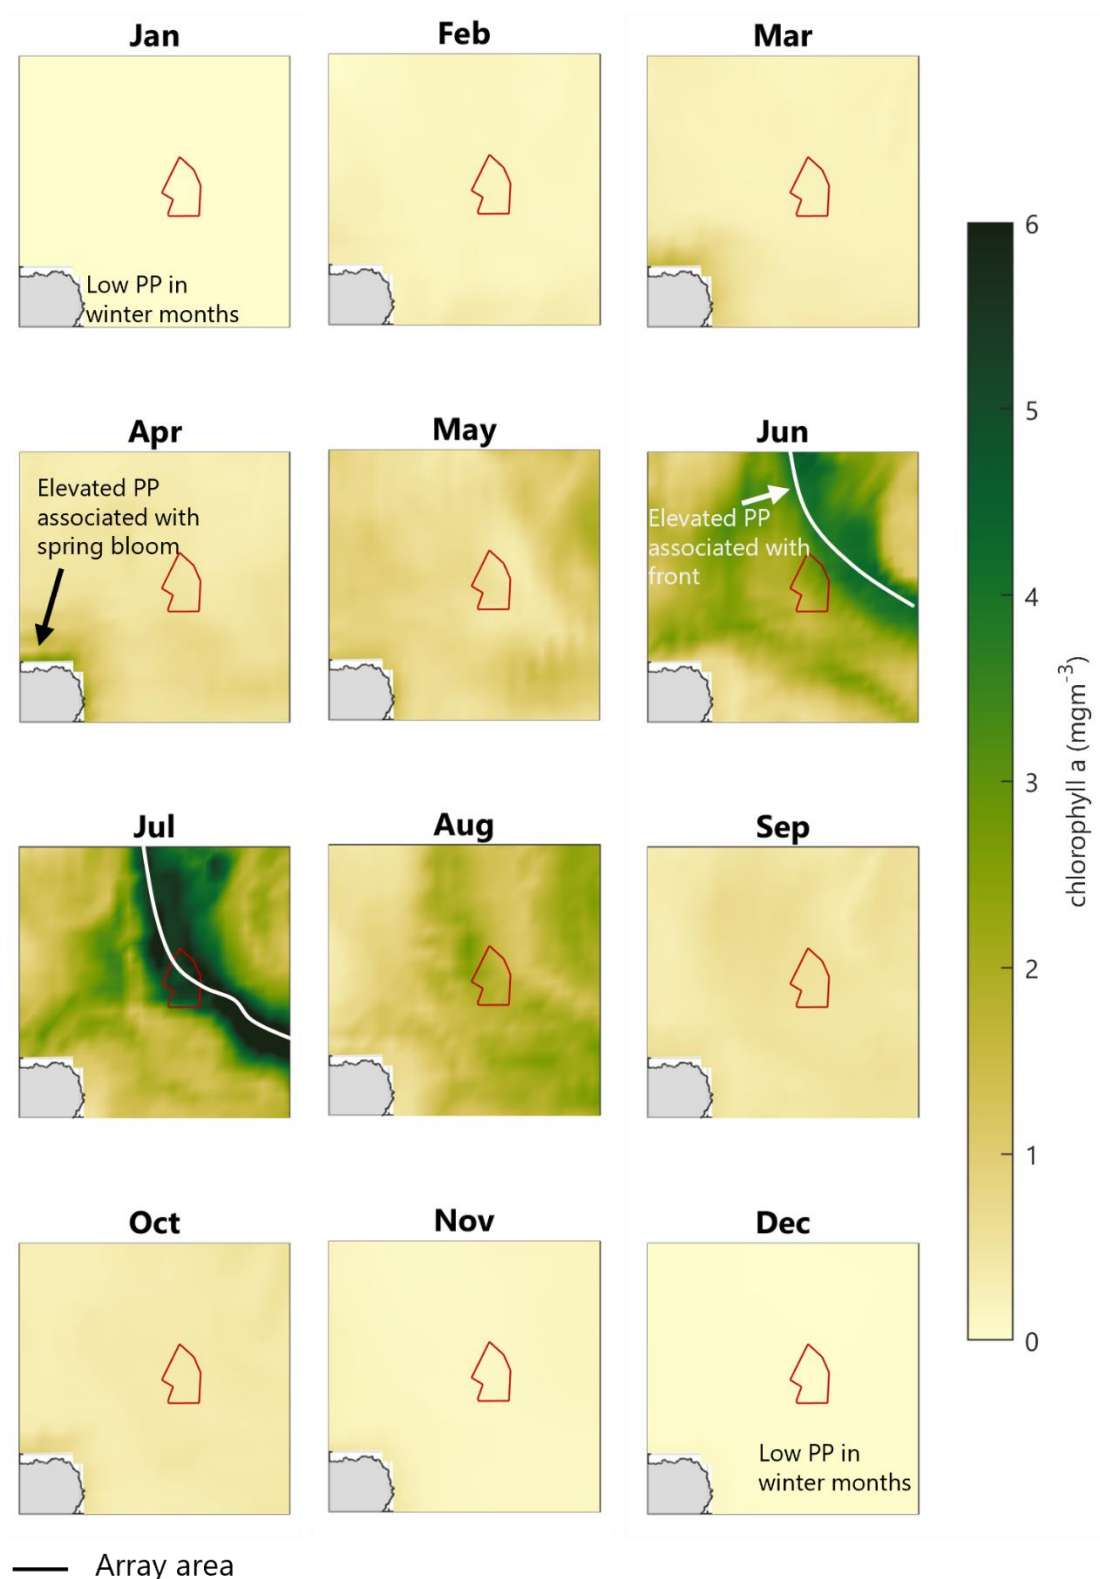 Jan
Feb
Mar
Low PP in
winter months
Apr
May
Jun
Elevated PP
associated with
spring bloom
Elevated PP
associated with
front
Jul
Aug
Sep
Oct
Nov
Dec
Low PP in
winter months
6
5
4
3
2
1
0
chlorophyll a (mgm⁻³)
Array area